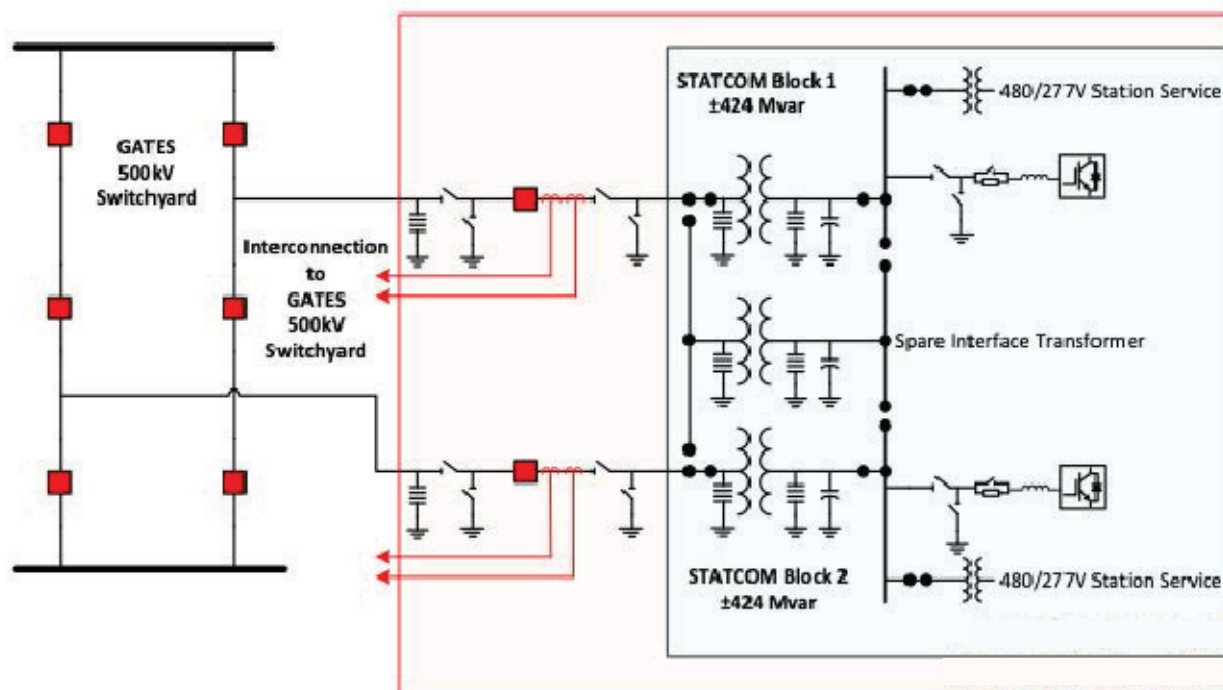 STATCOM Block 1
±424 Mvar
480/277V Station Service
GATES
500kV
Switchyard
Interconnection
to
GATES
500kV
Switchyard
Spare Interface Transformer
STATCOM Block 2
±424 Mvar
480/277V Station Service